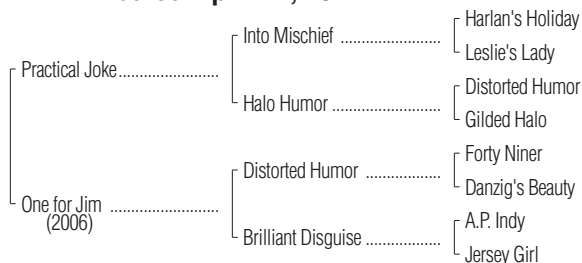 Harlan's Holiday
Into Mischief ......................
Leslie's Lady
Practical Joke......................
Distorted Humor
Halo Humor ........................
Gilded Halo
Forty Niner
Distorted Humor ................
Danzig's Beauty
One for Jim ........................
(2006)
A.P. Indy
Brilliant Disguise ................
Jersey Girl